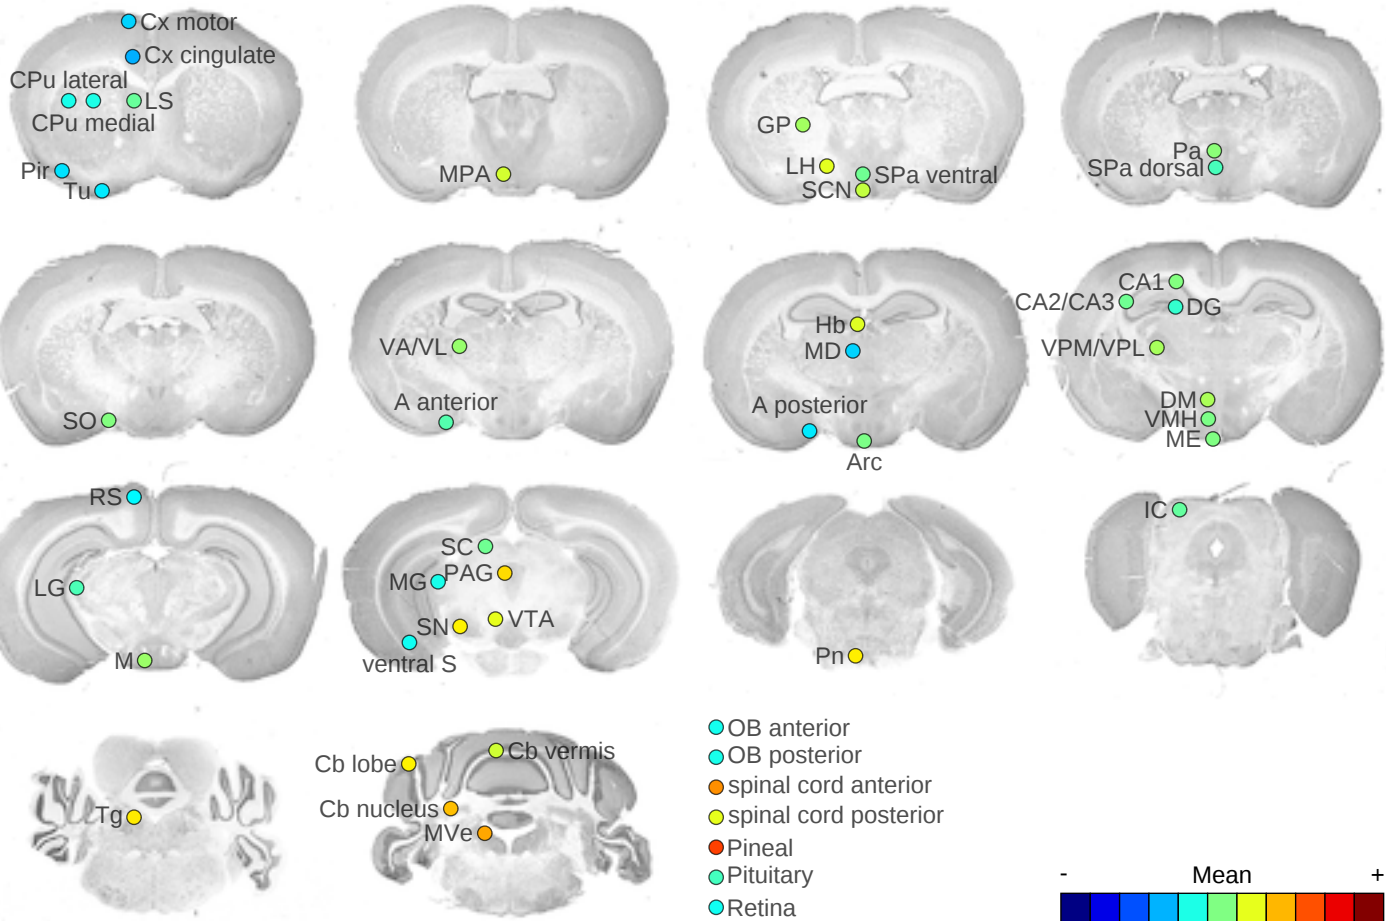 Cx motor
Cx cingulate
CPu lateral
LS
CPu medial
Pir
Tu
MPA
GP
LH
SPa ventral
SCN
Pa
SPa dorsal
SO
VA/VL
A anterior
Hb
MD
A posterior
Arc
CA1
CA2/CA3
DG
VPM/VPL
DM
VMH
ME
RS
LG
M
SC
MG
PAG
SN
VTA
ventral S
Pn
IC
Tg
Cb lobe
Cb vermis
Cb nucleus
MVe
OB anterior
OB posterior
spinal cord anterior
spinal cord posterior
Pineal
Pituitary
Retina
- Mean +